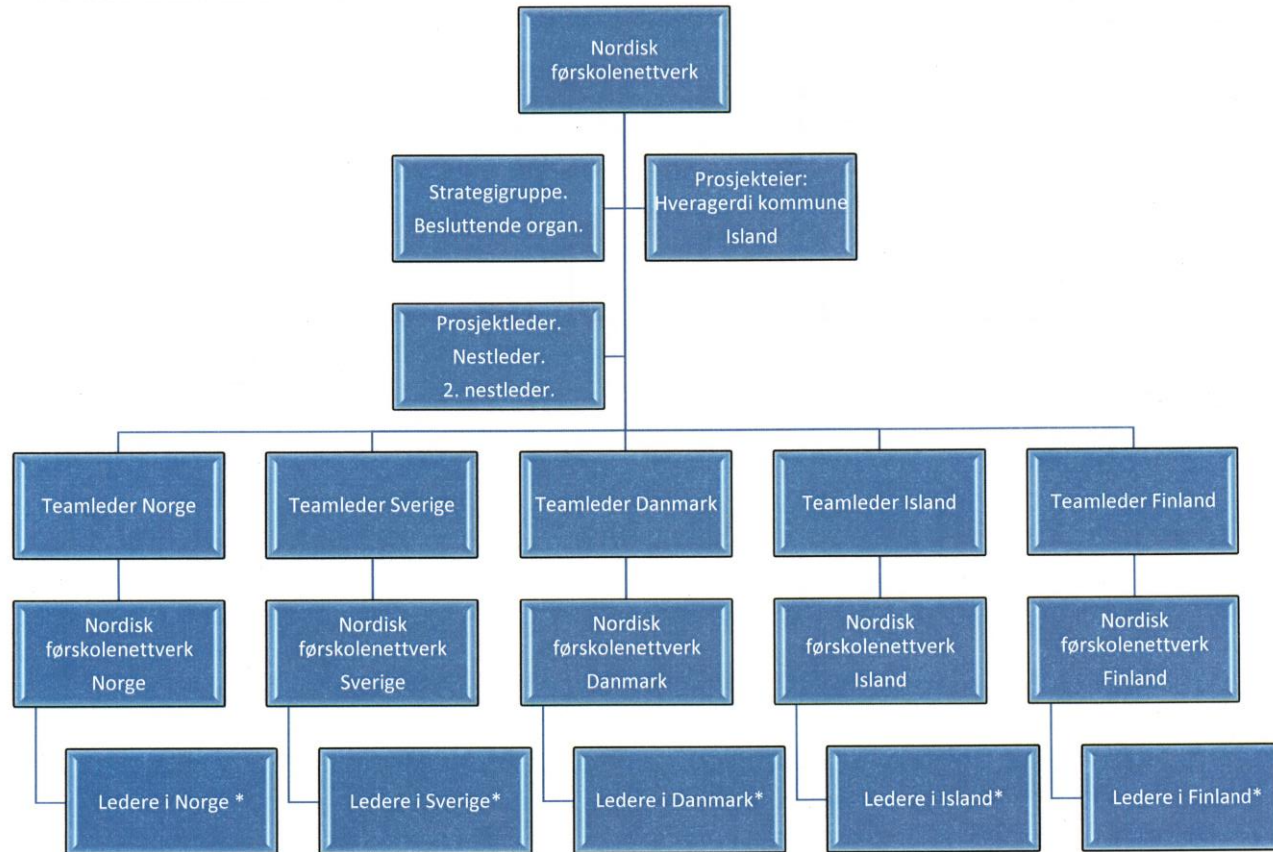 Nordisk
førskolenettverk
Strategigruppe.
Besluttende organ.
Prosjekteier:
Hveragerdi kommune
Island
Prosjektleder.
Nestleder.
2. nestleder.
Teamleder Norge
Teamleder Sverige
Teamleder Danmark
Teamleder Island
Teamleder Finland
Nordisk
førskolenettverk
Norge
Nordisk
førskolenettverk
Sverige
Nordisk
førskolenettverk
Danmark
Nordisk
førskolenettverk
Island
Nordisk
førskolenettverk
Finland
Ledere i Norge *
Ledere i Sverige*
Ledere i Danmark*
Ledere i Island*
Ledere i Finland*